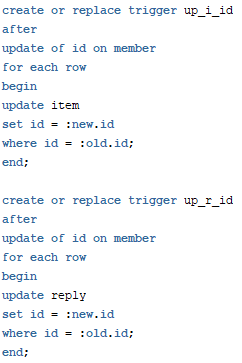 create or replace trigger up_i_id
after
update of id on member
for each row
begin
update item
set id = :new.id
where id = :old.id;
end;
create or replace trigger up_r_id
after
update of id on member
for each row
begin
update reply
set id = :new.id
where id = :old.id;
end;